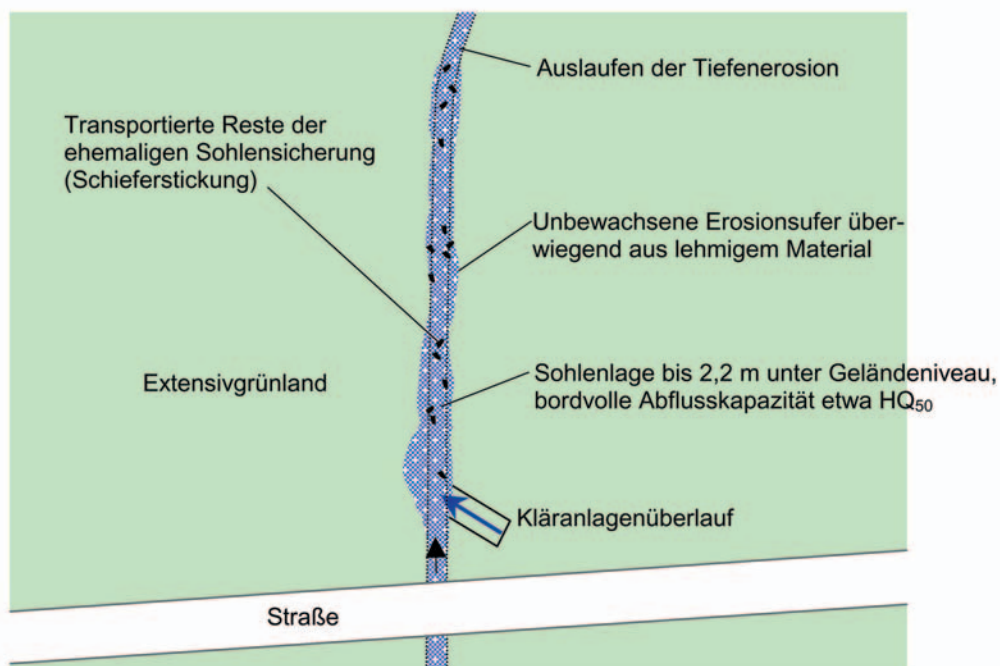 Auslaufen der Tiefenerosion
Transportierte Reste der
ehemaligen Sohlensicherung
(Schieferstickung)
Unbewachsene Erosionsufer über-
wiegend aus lehmigem Material
Extensivgrünland
Sohlenlage bis 2,2 m unter Geländeniveau,
bordvolle Abflusskapazität etwa HQ₅₀
Kläranlagenüberlauf
Straße